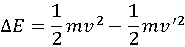 ΔE = 1/2 mv² − 1/2 mv′²